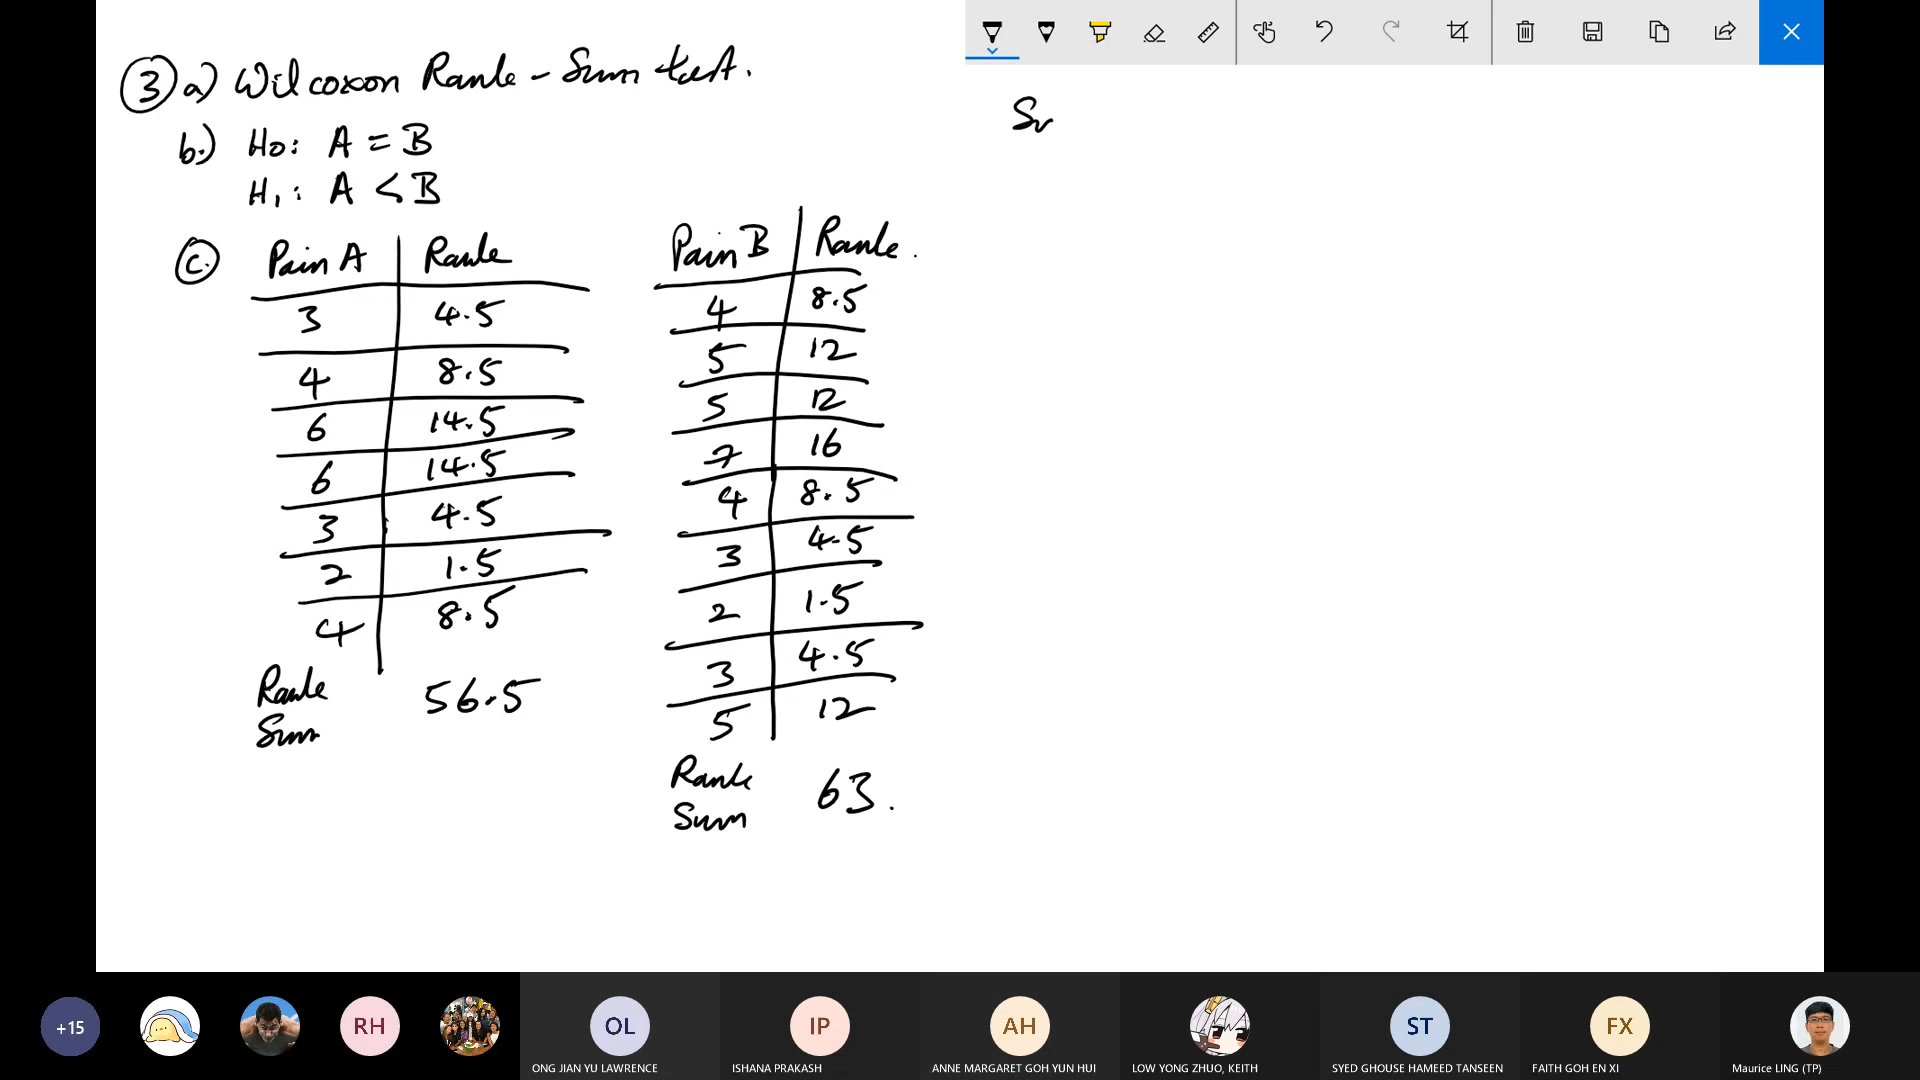 3 a) Wilcoxon Rank - Sum test.
b.) H0: A = B
H1: A < B
c. Pain A Rank
3 4.5
4 8.5
6 14.5
6 14.5
3 4.5
2 1.5
4 8.5
Rank Sum 56.5
Pain B Rank.
4 8.5
5 12
5 12
7 16
4 8.5
3 4.5
2 1.5
3 4.5
5 12
Rank Sum 63.
Su
+15
RH
OL
IP
AH
ST
FX
ONG JIAN YU LAWRENCE
ISHANA PRAKASH
ANNE MARGARET GOH YUN HUI
LOW YONG ZHUO, KEITH
SYED GHOUSE HAMEED TANSEEN
FAITH GOH EN XI
Maurice LING (TP)